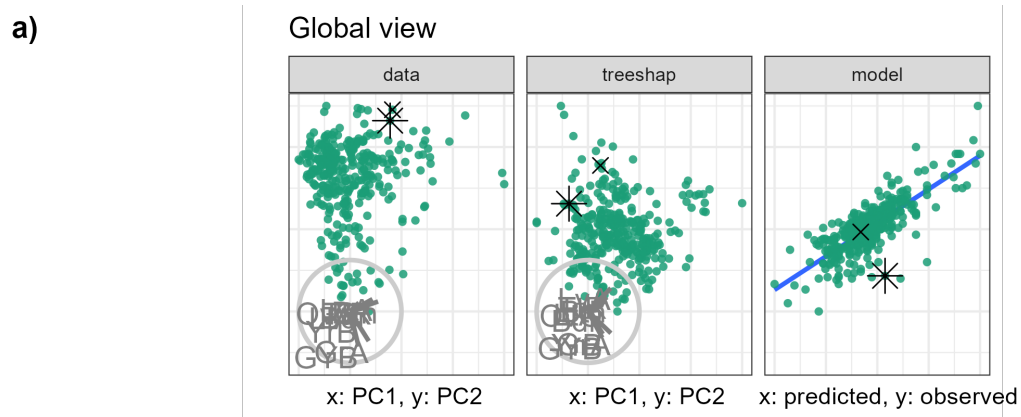 a)
Global view
data
treeshap
model
x: PC1, y: PC2
x: PC1, y: PC2
x: predicted, y: observed